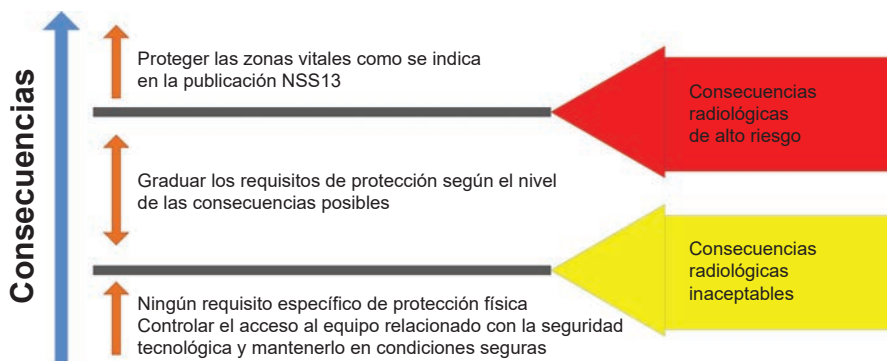 Consecuencias
Proteger las zonas vitales como se indica
en la publicación NSS13
Consecuencias
radiológicas
de alto riesgo
Graduar los requisitos de protección según el nivel
de las consecuencias posibles
Consecuencias
radiológicas
inaceptables
Ningún requisito específico de protección física
Controlar el acceso al equipo relacionado con la seguridad
tecnológica y mantenerlo en condiciones seguras